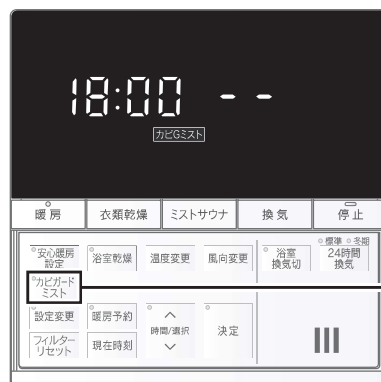 18:00 --
カビGミスト
暖房 衣類乾燥 ミストサウナ 換気 停止
標準 冬期
安心暖房 浴室乾燥 温度変更 風向変更 浴室 24時間
設定 換気切 換気
カビガード
ミスト
設定変更 暖房予約 時間/選択 決定
フィルター 現在時刻
リセット